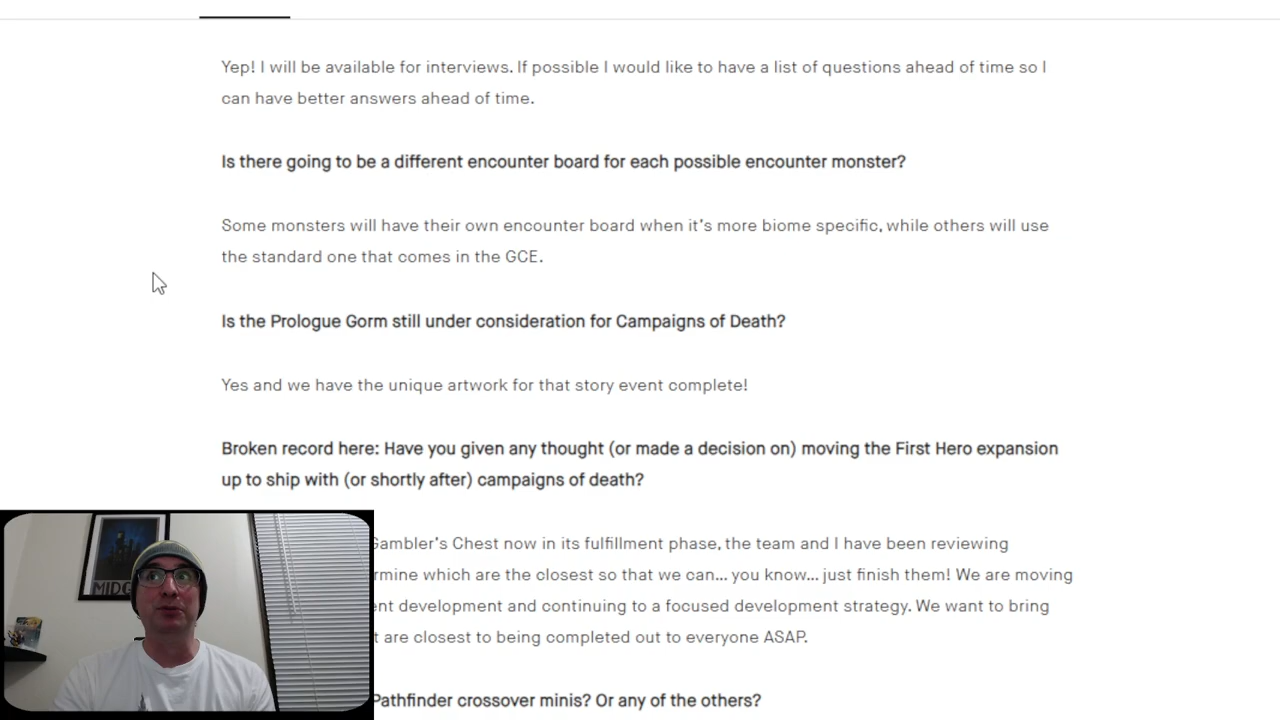 Yep! I will be available for interviews. If possible I would like to have a list of questions ahead of time so I
can have better answers ahead of time.
Is there going to be a different encounter board for each possible encounter monster?
Some monsters will have their own encounter board when it's more biome specific, while others will use
the standard one that comes in the GCE.
Is the Prologue Gorm still under consideration for Campaigns of Death?
Yes and we have the unique artwork for that story event complete!
Broken record here: Have you given any thought (or made a decision on) moving the First Hero expansion
up to ship with (or shortly after) campaigns of death?
Gambler's Chest now in its fulfillment phase, the team and I have been reviewing
which are the closest so that we can... you know... just finish them! We are moving
development and continuing to a focused development strategy. We want to bring
are closest to being completed out to everyone ASAP.
Pathfinder crossover minis? Or any of the others?